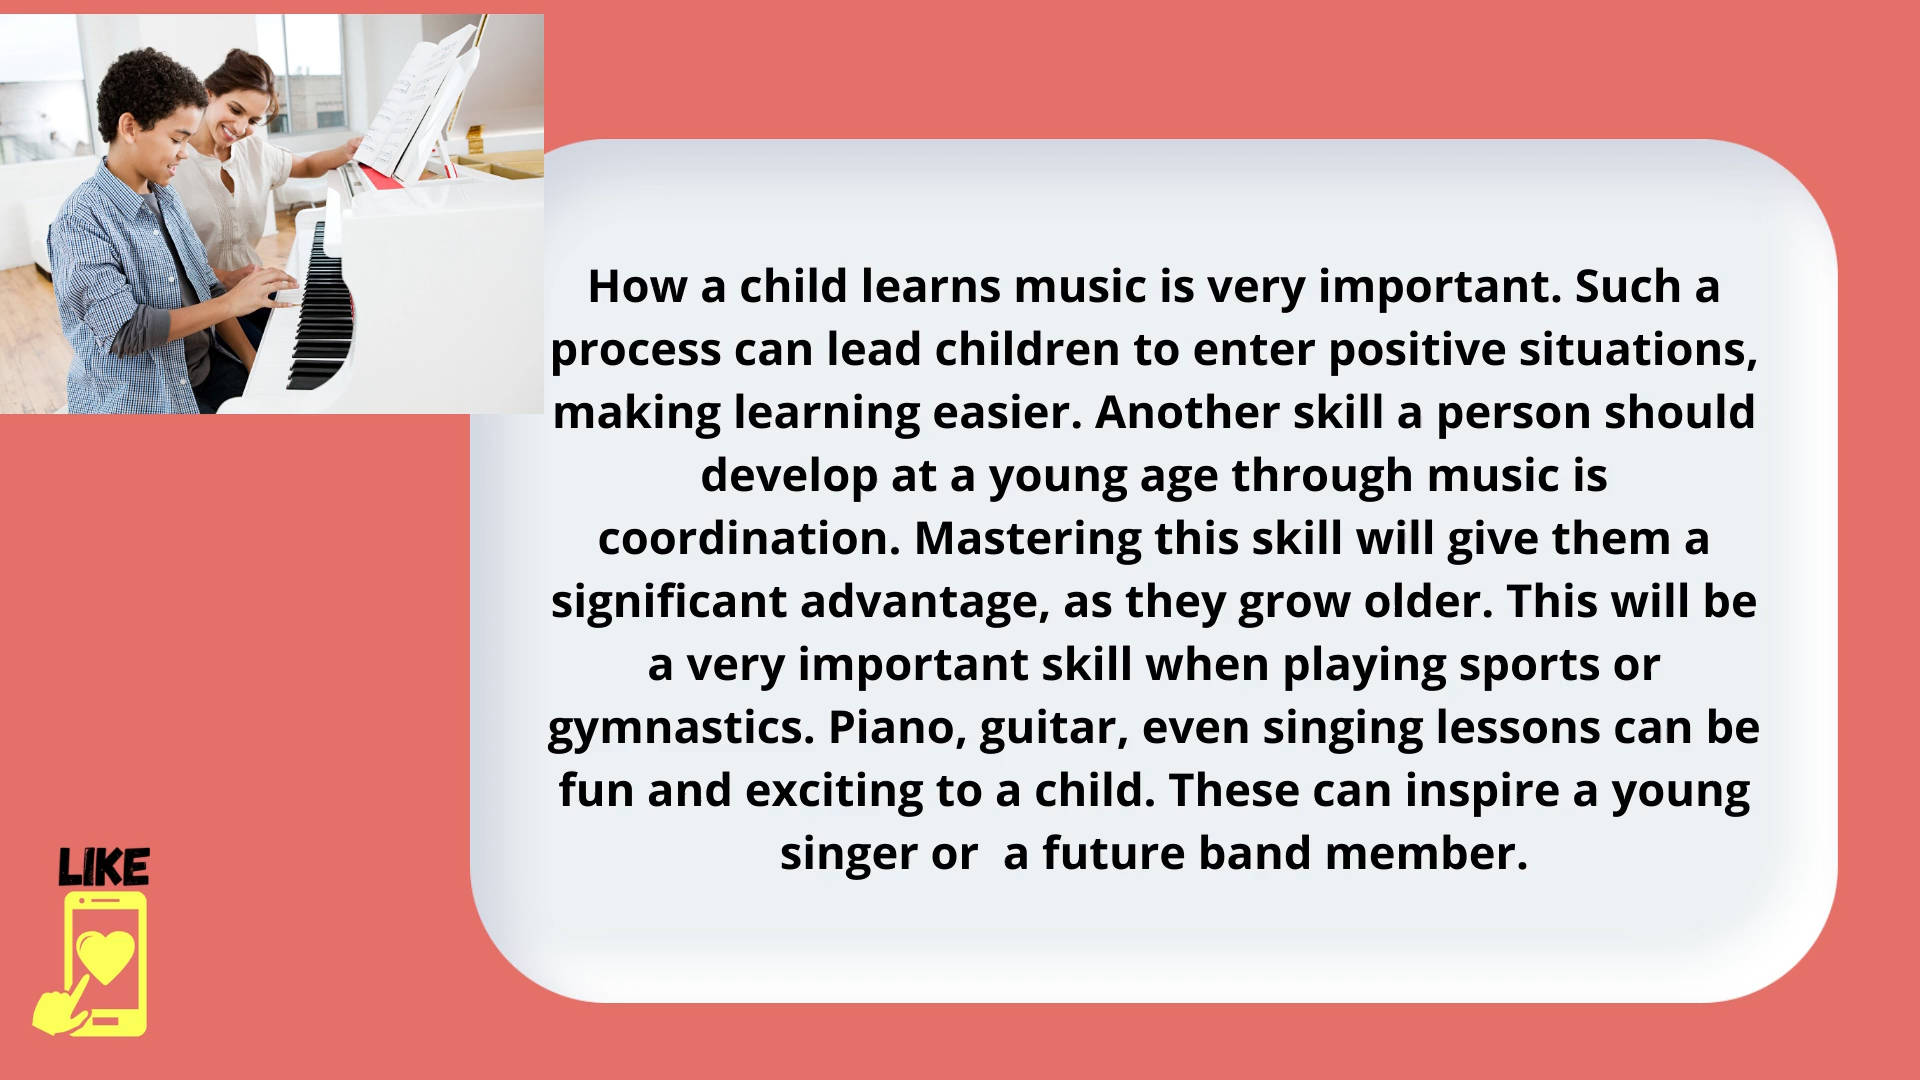 How a child learns music is very important. Such a
process can lead children to enter positive situations,
making learning easier. Another skill a person should
develop at a young age through music is
coordination. Mastering this skill will give them a
significant advantage, as they grow older. This will be
a very important skill when playing sports or
gymnastics. Piano, guitar, even singing lessons can be
fun and exciting to a child. These can inspire a young
singer or  a future band member.
LIKE